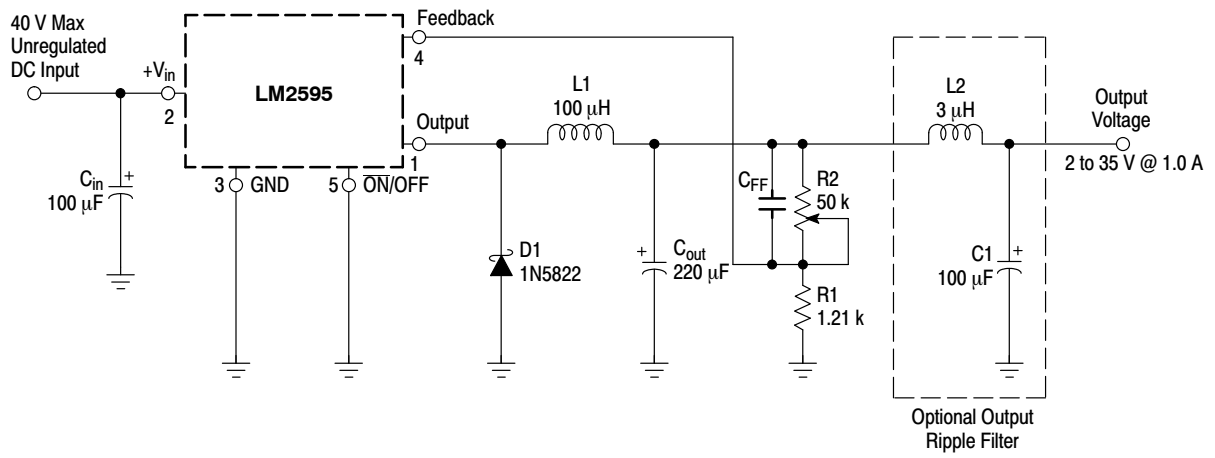 40 V Max
Unregulated
DC Input
+Vin
2
LM2595
Feedback
4
Output
1
3 GND
5 ON/OFF
Cin
100 μF
+
L1
100 μH
D1
1N5822
+
Cout
220 μF
CFF
R2
50 k
R1
1.21 k
L2
3 μH
C1
100 μF
+
Output
Voltage
2 to 35 V @ 1.0 A
Optional Output
Ripple Filter